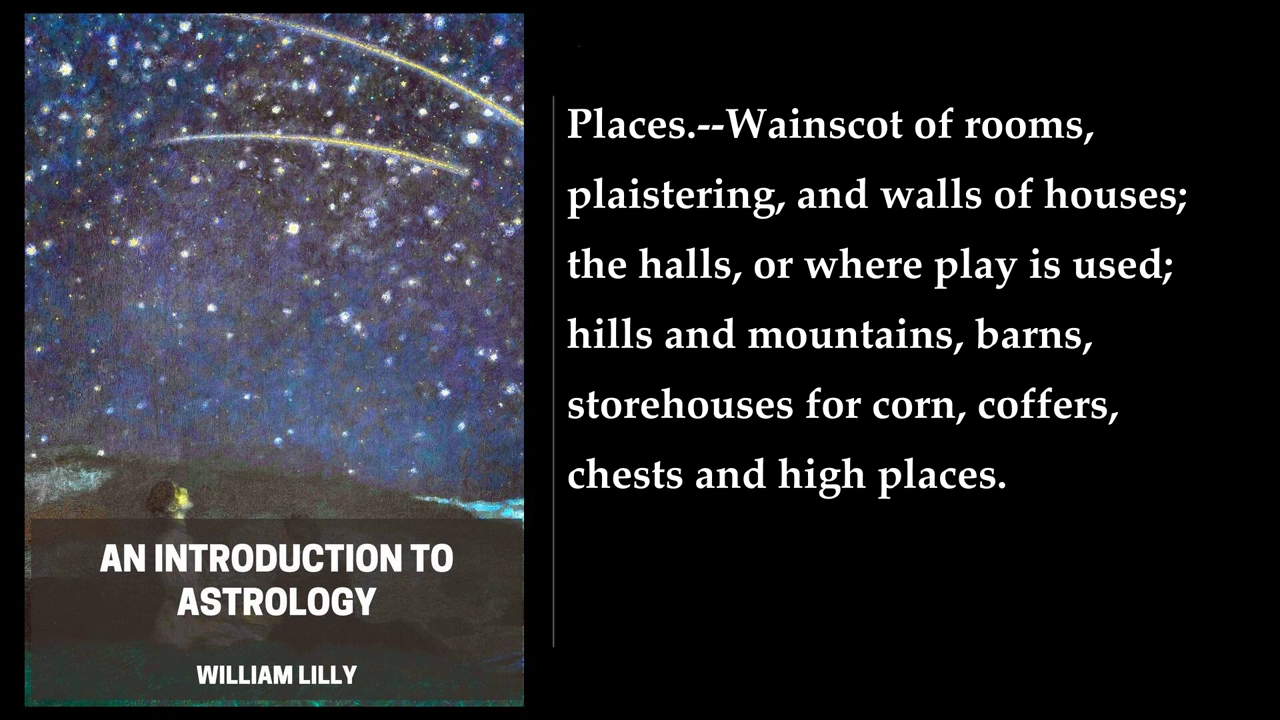 AN INTRODUCTION TO
ASTROLOGY
WILLIAM LILLY
Places.--Wainscot of rooms,
plaistering, and walls of houses;
the halls, or where play is used;
hills and mountains, barns,
storehouses for corn, coffers,
chests and high places.